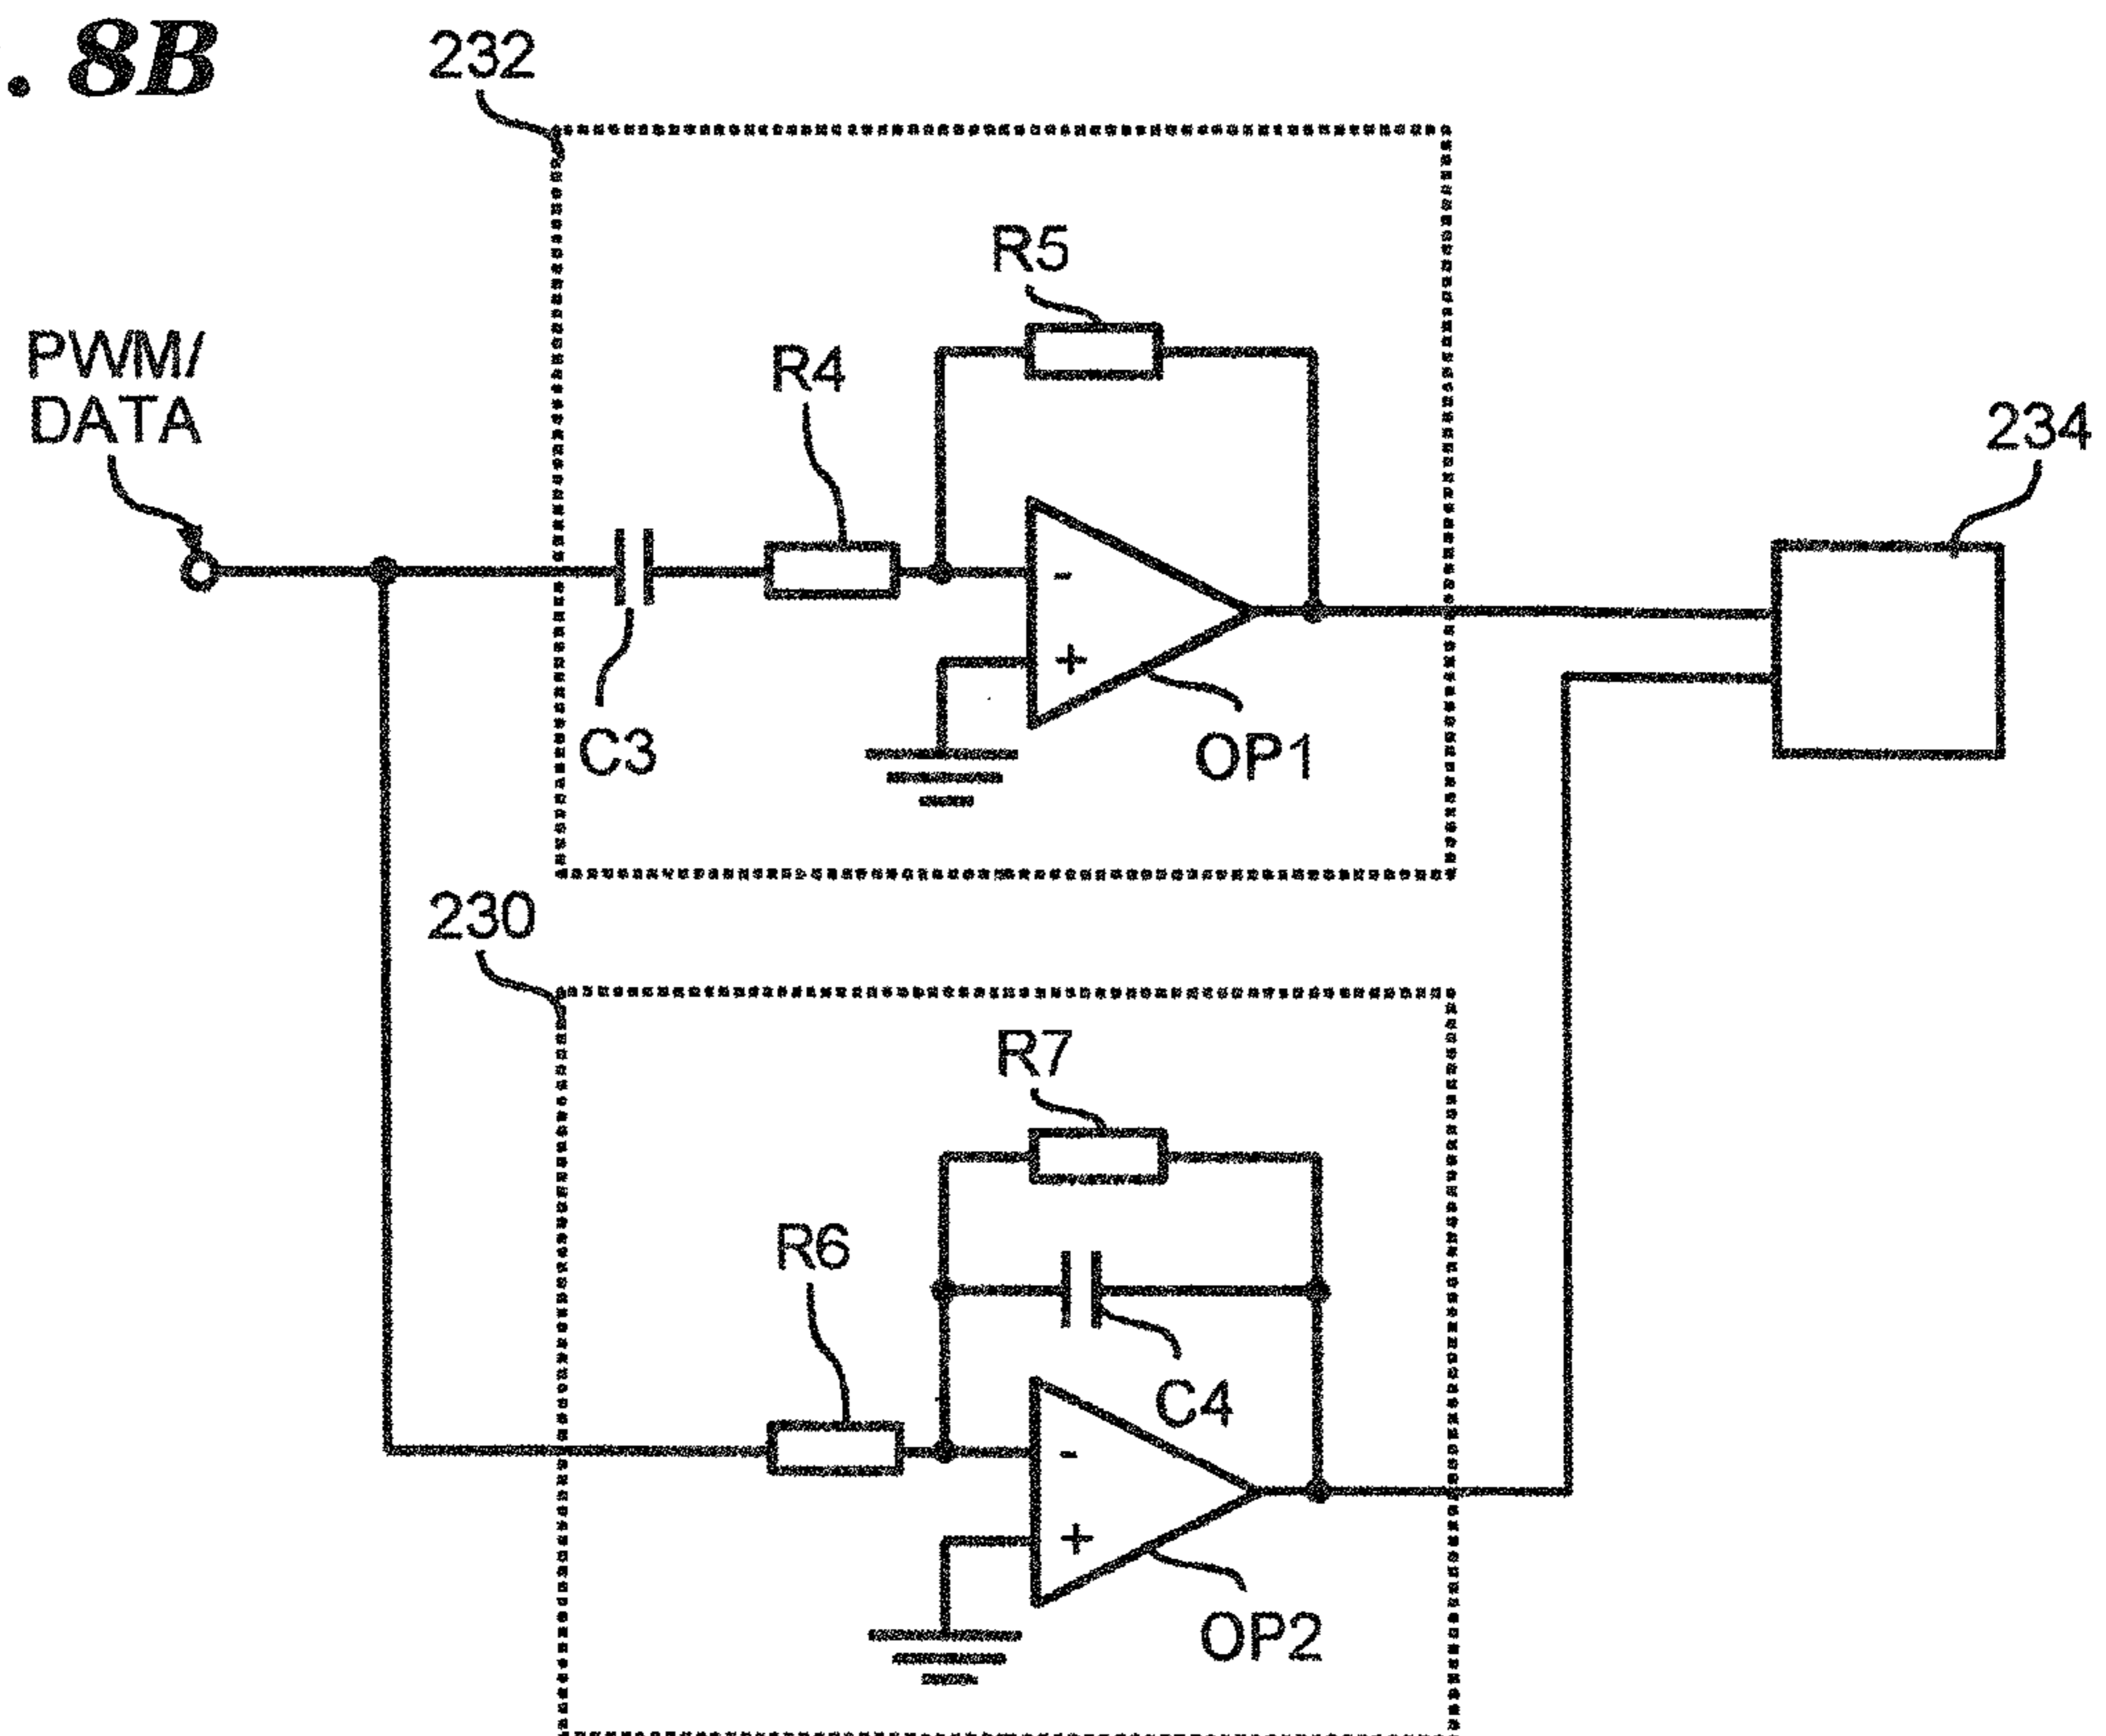 . 8B
232
R5
PWM/
DATA
R4
234
-
+
C3
OP1
230
R7
R6
C4
-
+
OP2